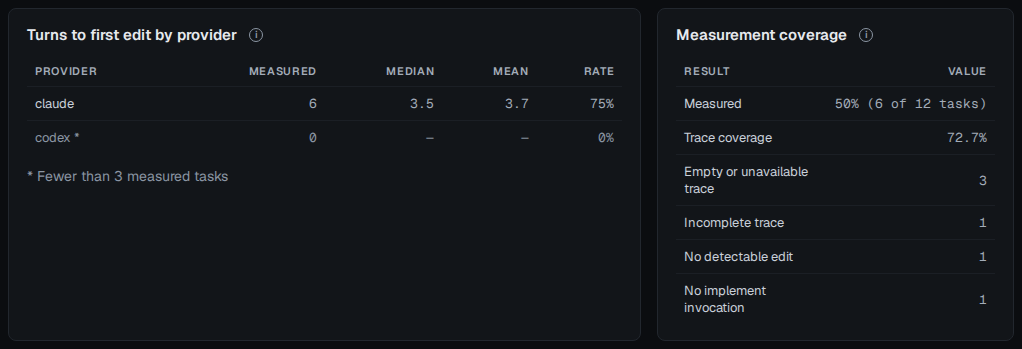 Turns to first edit by provider
PROVIDER MEASURED MEDIAN MEAN RATE
claude 6 3.5 3.7 75%
codex * 0 — — 0%
* Fewer than 3 measured tasks
Measurement coverage
RESULT VALUE
Measured 50% (6 of 12 tasks)
Trace coverage 72.7%
Empty or unavailable
trace 3
Incomplete trace 1
No detectable edit 1
No implement
invocation 1